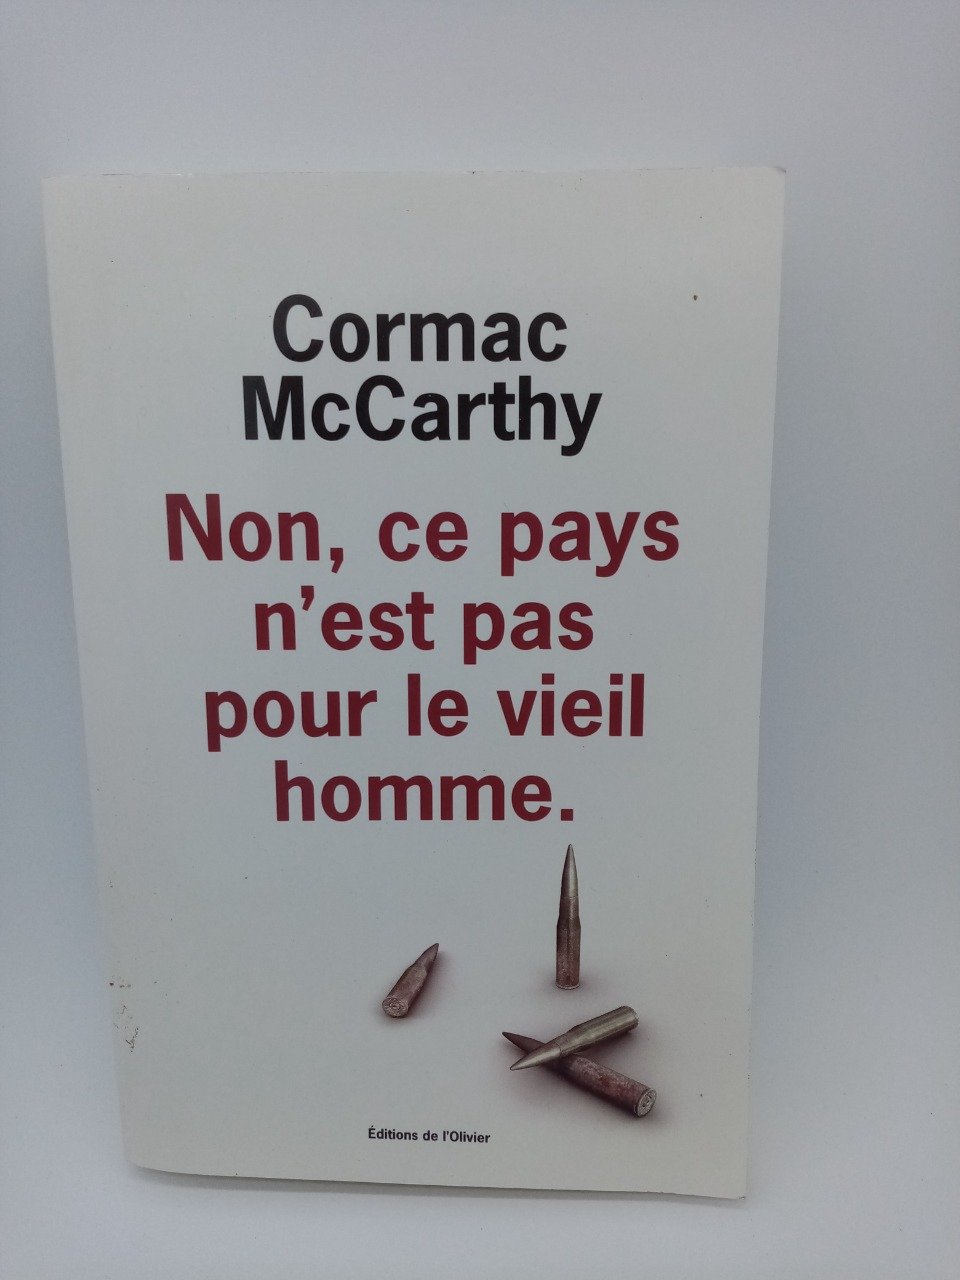 Cormac
McCarthy
Non, ce pays
n'est pas
pour le vieil
homme.
Éditions de l'Olivier